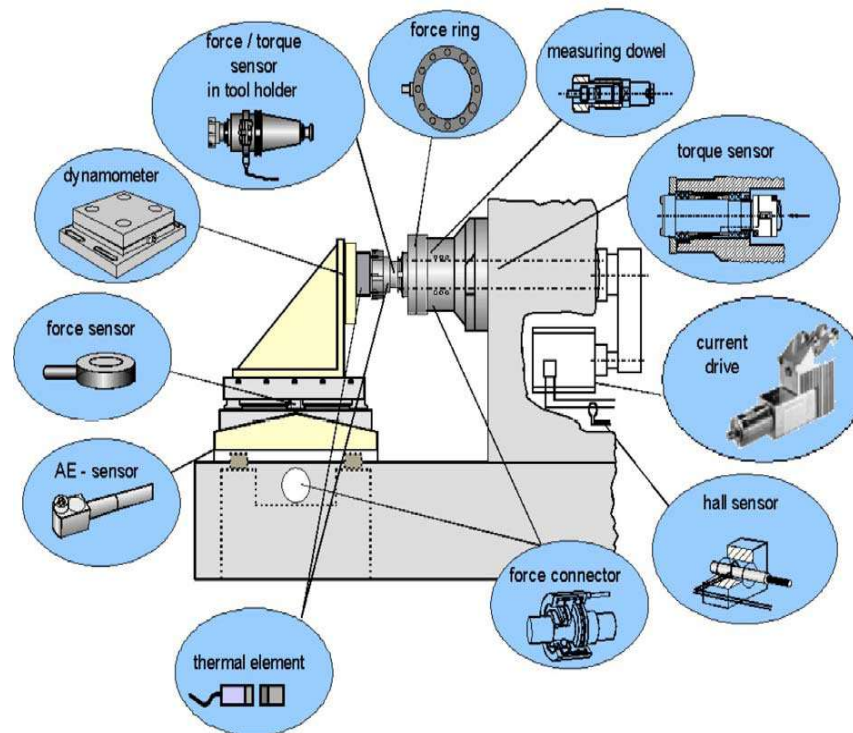 force / torque
sensor
in tool holder
force ring
measuring dowel
torque sensor
dynamometer
force sensor
current
drive
AE - sensor
hall sensor
force connector
thermal element